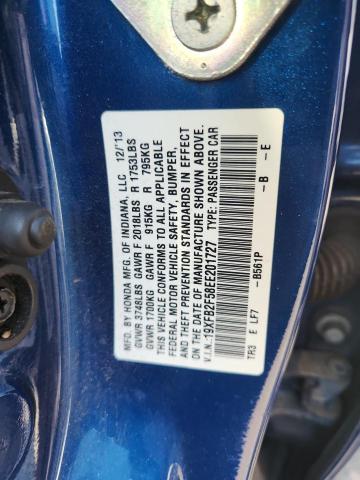 MFD. BY HONDA MFG. OF INDIANA, LLC 12/'13
GVWR 3748LBS GAWR F 2018LBS R 1753LBS
GVWR 1700KG GAWR F 915KG R 795KG
THIS VEHICLE CONFORMS TO ALL APPLICABLE
FEDERAL MOTOR VEHICLE SAFETY, BUMPER,
AND THEFT PREVENTION STANDARDS IN EFFECT
ON THE DATE OF MANUFACTURE SHOWN ABOVE.
V.I.N.:19XFB2F58EE201727 TYPE: PASSENGER CAR
TR3 E LF7 -B561P -B -E